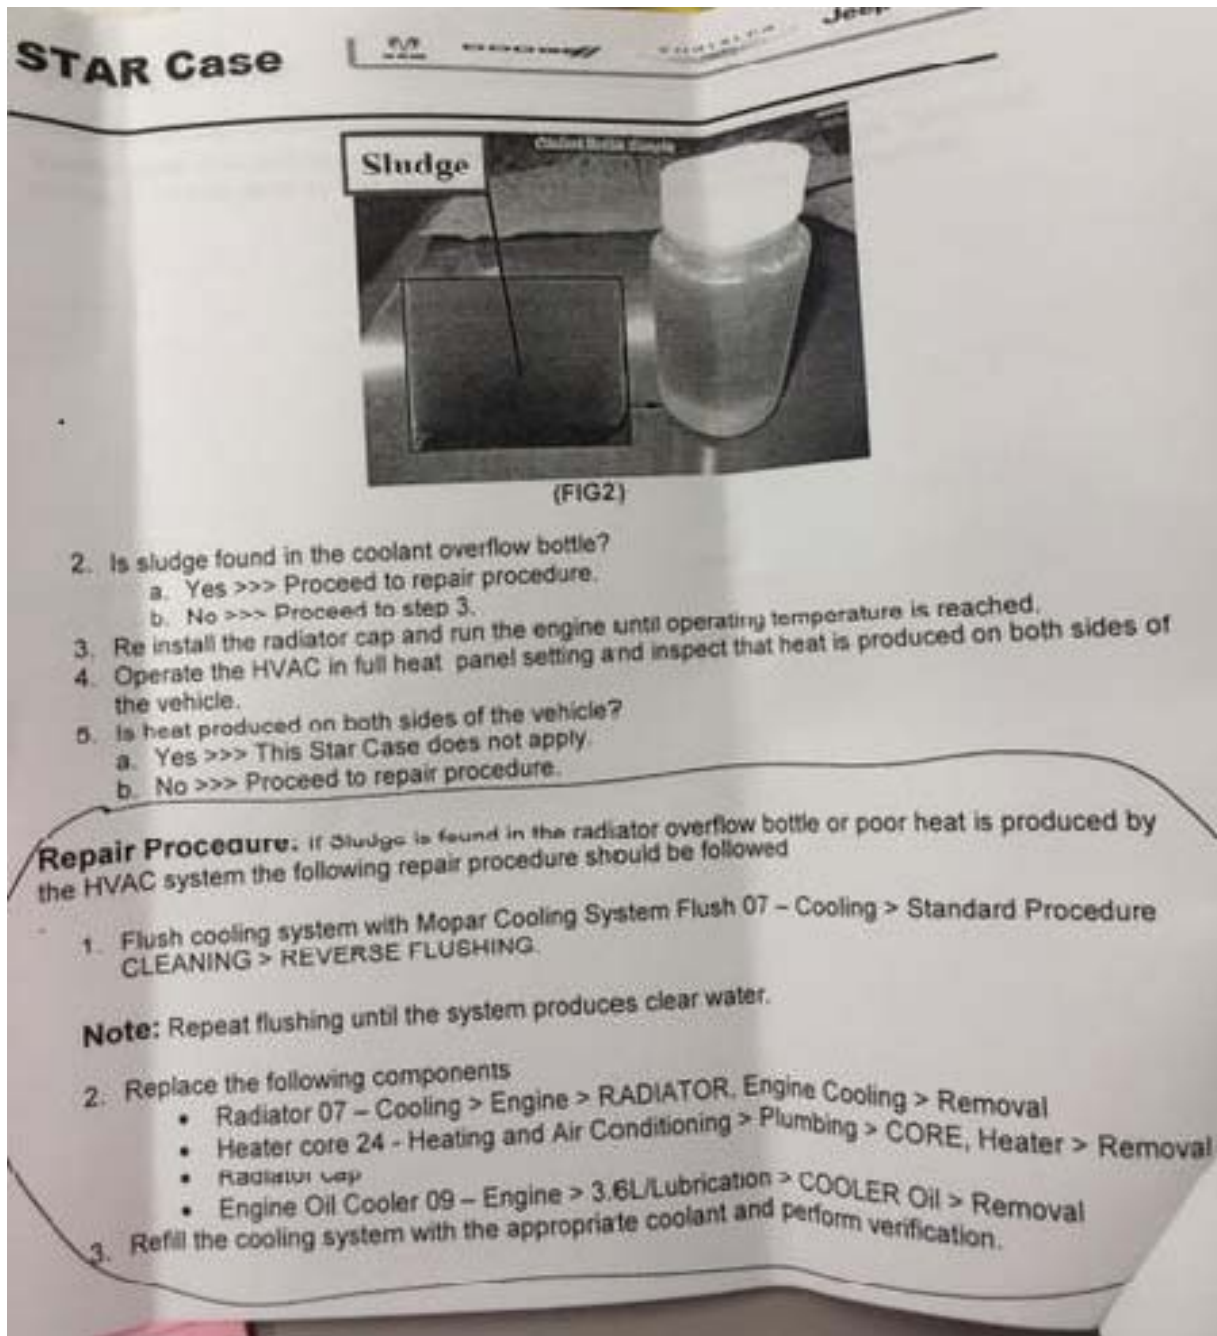 STAR Case
RAM DODGE CHRYSLER Jeep
Sludge
(FIG2)
2. Is sludge found in the coolant overflow bottle?
a. Yes >>> Proceed to repair procedure.
b. No >>> Proceed to step 3.
3. Re install the radiator cap and run the engine until operating temperature is reached.
4. Operate the HVAC in full heat panel setting and inspect that heat is produced on both sides of
the vehicle.
5. Is heat produced on both sides of the vehicle?
a. Yes >>> This Star Case does not apply.
b. No >>> Proceed to repair procedure.
Repair Procedure: If Sludge is found in the radiator overflow bottle or poor heat is produced by
the HVAC system the following repair procedure should be followed
1. Flush cooling system with Mopar Cooling System Flush 07 – Cooling > Standard Procedure
CLEANING > REVERSE FLUSHING.
Note: Repeat flushing until the system produces clear water.
2. Replace the following components
• Radiator 07 – Cooling > Engine > RADIATOR, Engine Cooling > Removal
• Heater core 24 - Heating and Air Conditioning > Plumbing > CORE, Heater > Removal
• Radiator cap
• Engine Oil Cooler 09 – Engine > 3.6L/Lubrication > COOLER Oil > Removal
3. Refill the cooling system with the appropriate coolant and perform verification.